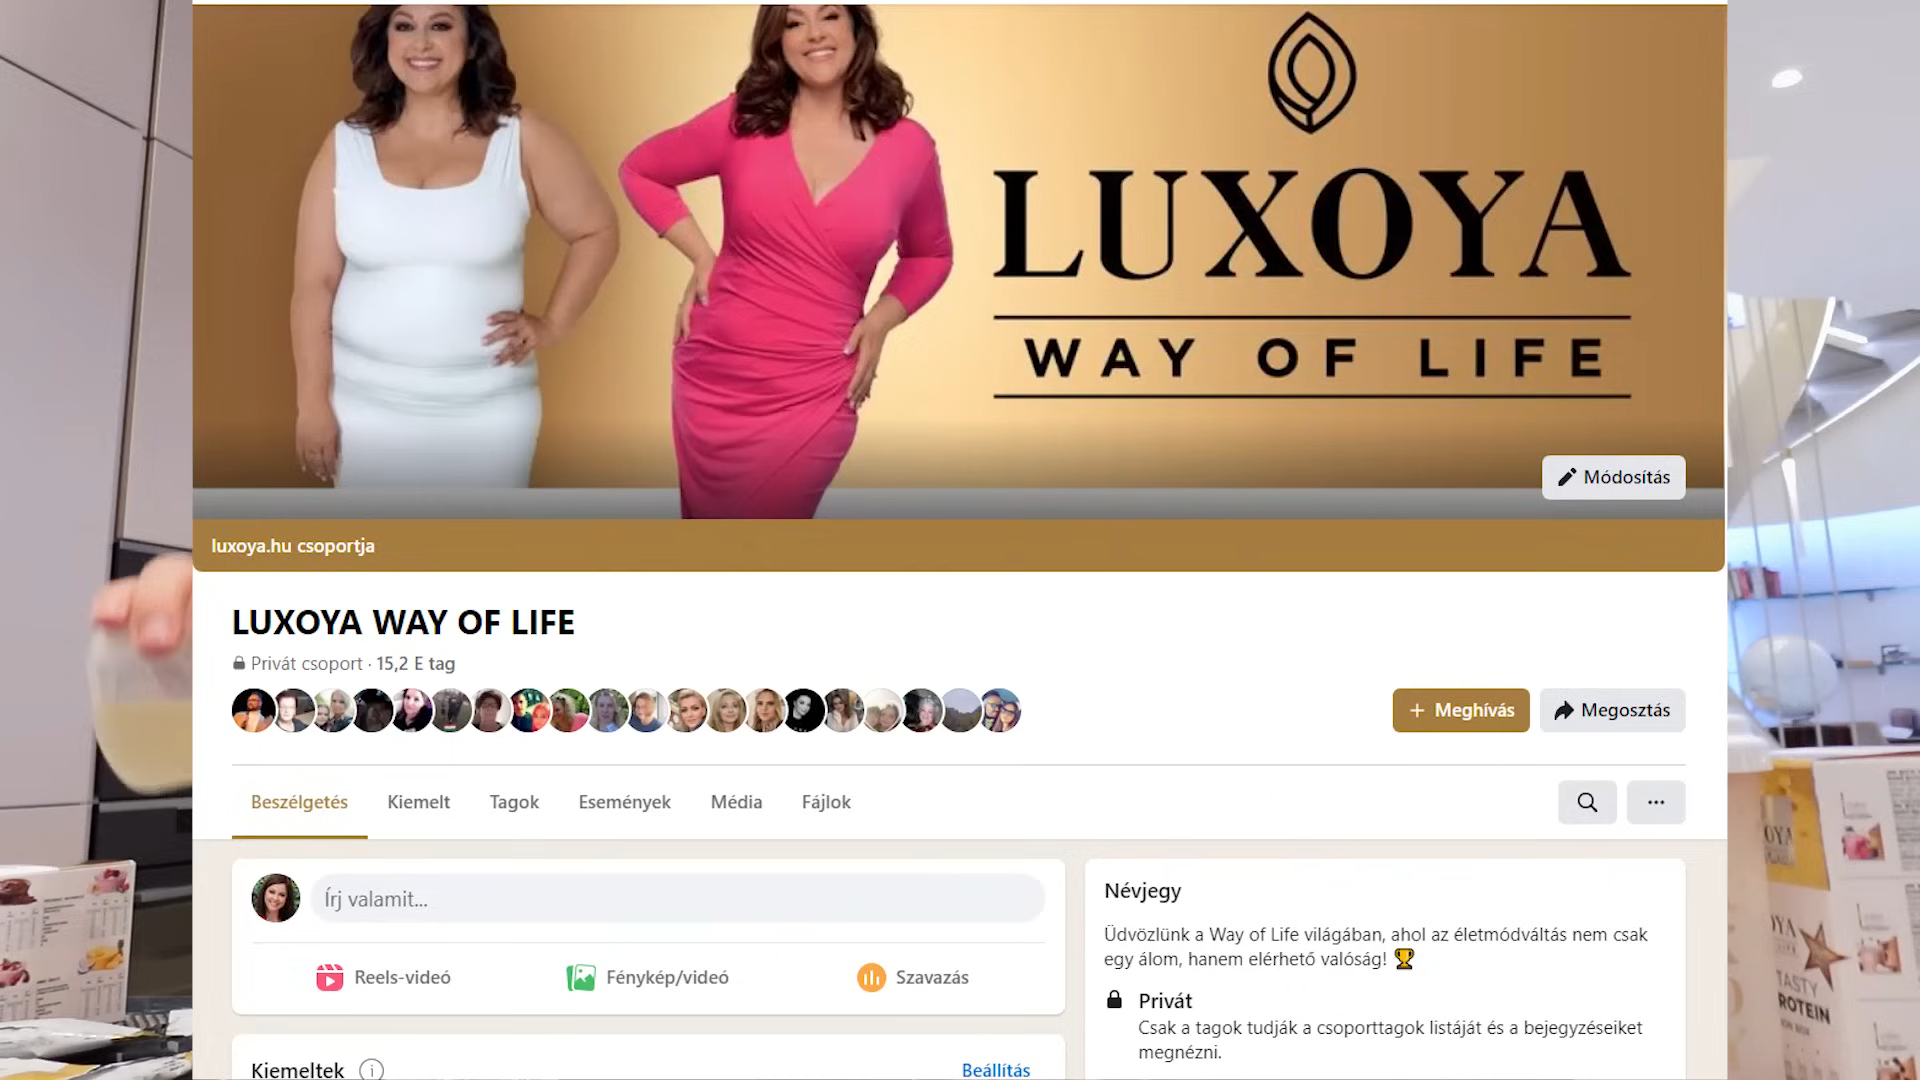 LUXOYA
WAY OF LIFE
Módosítás
luxoya.hu csoportja
LUXOYA WAY OF LIFE
Privát csoport · 15,2 E tag
+ Meghívás
Megosztás
Beszélgetés
Kiemelt
Tagok
Események
Média
Fájlok
Írj valamit...
Reels-videó
Fénykép/videó
Szavazás
Kiemeltek
Beállítás
Névjegy
Üdvözlünk a Way of Life világában, ahol az életmódváltás nem csak
egy álom, hanem elérhető valóság!
Privát
Csak a tagok tudják a csoporttagok listáját és a bejegyzéseiket
megnézni.
TASTY